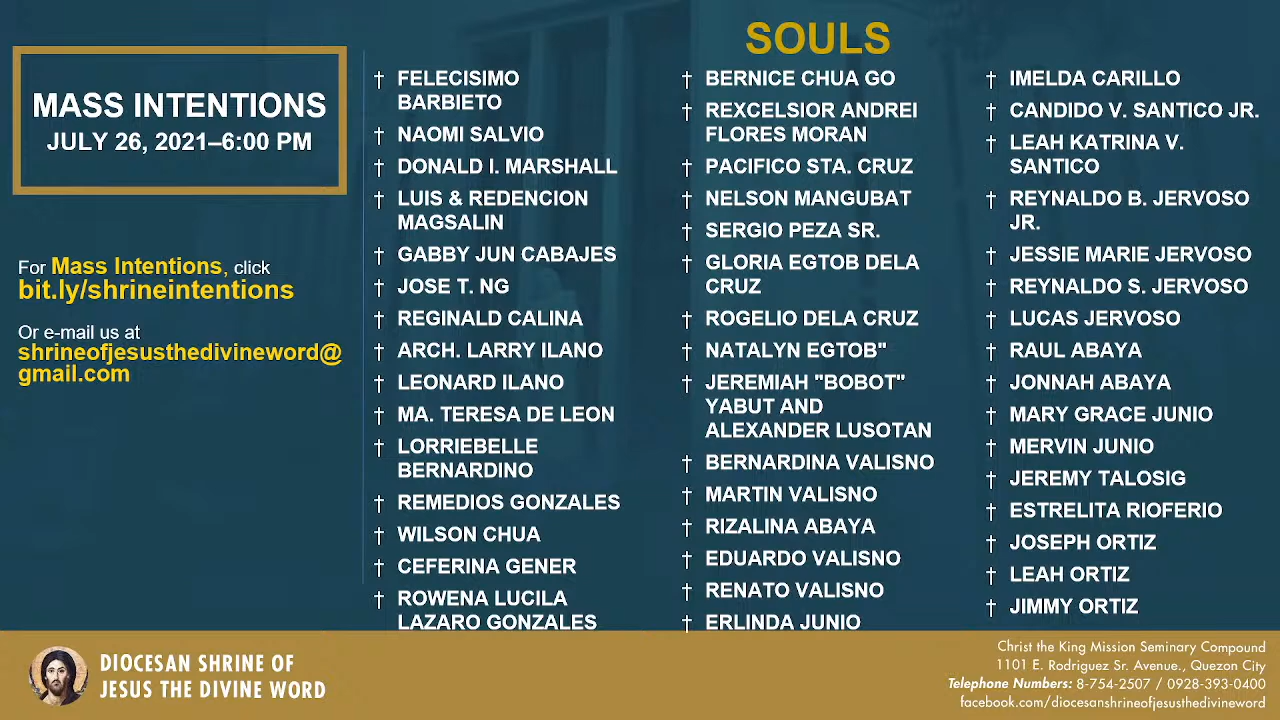 MASS INTENTIONS
JULY 26, 2021–6:00 PM
For Mass Intentions, click
bit.ly/shrineintentions
Or e-mail us at
shrineofjesusthedivineword@
gmail.com
SOULS
† FELECISIMO
BARBIETO
† NAOMI SALVIO
† DONALD I. MARSHALL
† LUIS & REDENCION
MAGSALIN
† GABBY JUN CABAJES
† JOSE T. NG
† REGINALD CALINA
† ARCH. LARRY ILANO
† LEONARD ILANO
† MA. TERESA DE LEON
† LORRIEBELLE
BERNARDINO
† REMEDIOS GONZALES
† WILSON CHUA
† CEFERINA GENER
† ROWENA LUCILA
LAZARO GONZALES
† BERNICE CHUA GO
† REXCELSIOR ANDREI
FLORES MORAN
† PACIFICO STA. CRUZ
† NELSON MANGUBAT
† SERGIO PEZA SR.
† GLORIA EGTOB DELA
CRUZ
† ROGELIO DELA CRUZ
† NATALYN EGTOB"
† JEREMIAH "BOBOT"
YABUT AND
ALEXANDER LUSOTAN
† BERNARDINA VALISNO
† MARTIN VALISNO
† RIZALINA ABAYA
† EDUARDO VALISNO
† RENATO VALISNO
† ERLINDA JUNIO
† IMELDA CARILLO
† CANDIDO V. SANTICO JR.
† LEAH KATRINA V.
SANTICO
† REYNALDO B. JERVOSO
JR.
† JESSIE MARIE JERVOSO
† REYNALDO S. JERVOSO
† LUCAS JERVOSO
† RAUL ABAYA
† JONNAH ABAYA
† MARY GRACE JUNIO
† MERVIN JUNIO
† JEREMY TALOSIG
† ESTRELITA RIOFERIO
† JOSEPH ORTIZ
† LEAH ORTIZ
† JIMMY ORTIZ
DIOCESAN SHRINE OF
JESUS THE DIVINE WORD
Christ the King Mission Seminary Compound
1101 E. Rodriguez Sr. Avenue., Quezon City
Telephone Numbers: 8-754-2507 / 0928-393-0400
facebook.com/diocesanshrineofjesusthedivineword